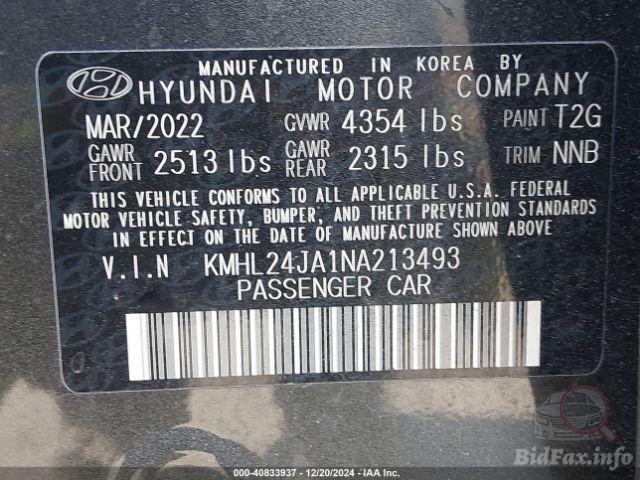 MANUFACTURED IN KOREA BY
HYUNDAI MOTOR COMPANY
MAR/2022 GVWR 4354 lbs PAINT T2G
GAWR FRONT 2513 lbs GAWR REAR 2315 lbs TRIM NNB
THIS VEHICLE CONFORMS TO ALL APPLICABLE U.S.A. FEDERAL
MOTOR VEHICLE SAFETY, BUMPER, AND THEFT PREVENTION STANDARDS
IN EFFECT ON THE DATE OF MANUFACTURE SHOWN ABOVE
V.I.N KMHL24JA1NA213493
PASSENGER CAR
BidFax.info
000-40833937 - 12/20/2024 - IAA Inc.